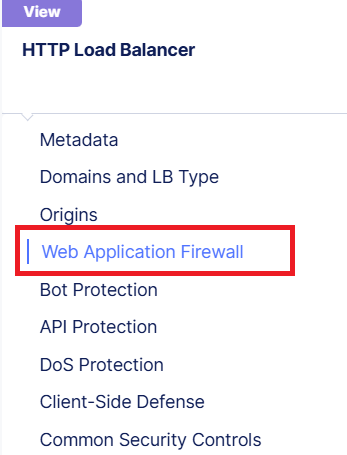 View
HTTP Load Balancer
Metadata
Domains and LB Type
Origins
Web Application Firewall
Bot Protection
API Protection
DoS Protection
Client-Side Defense
Common Security Controls